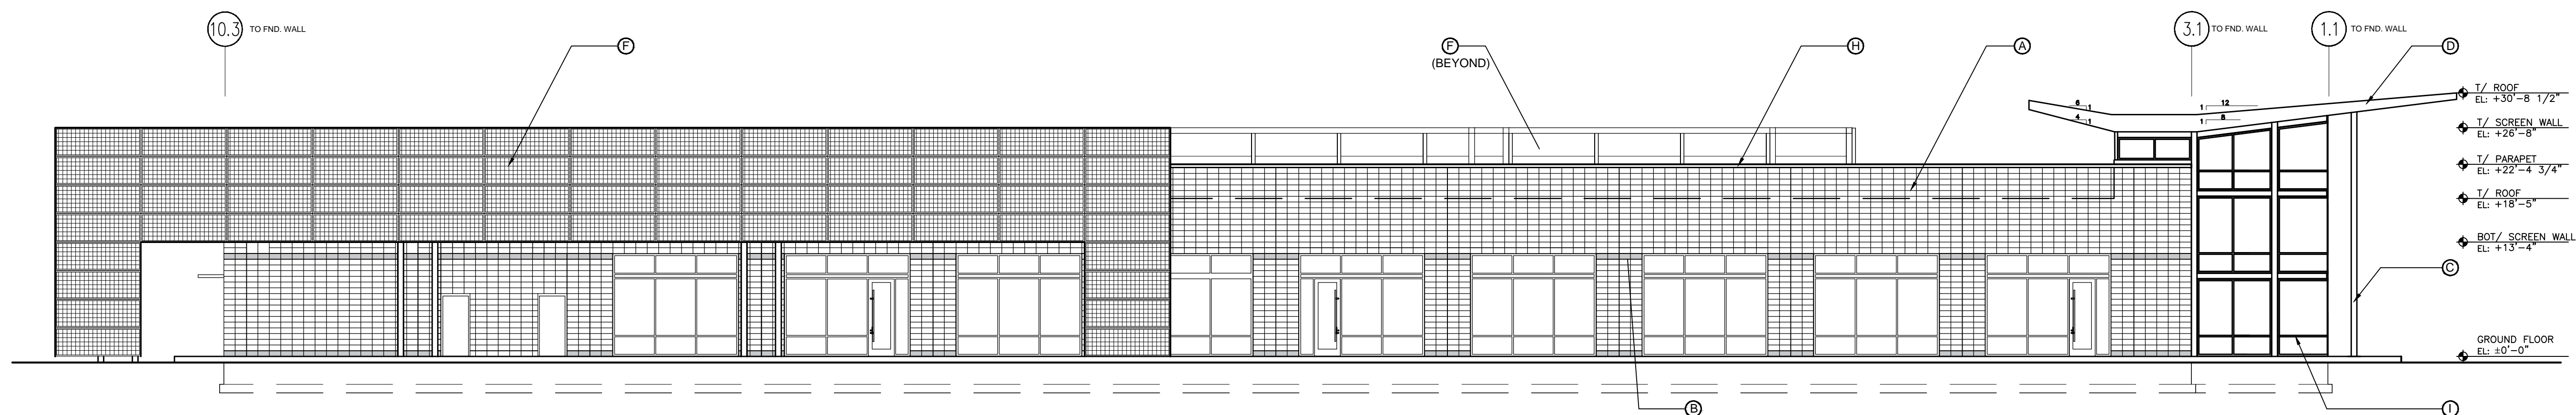 10.3 TO FND. WALL
F
F
(BEYOND)
H
A
3.1 TO FND. WALL
1.1 TO FND. WALL
D
6
1
4
1
1 12
1 8
T/ ROOF
EL: +30'-8 1/2"
T/ SCREEN WALL
EL: +26'-8"
T/ PARAPET
EL: +22'-4 3/4"
T/ ROOF
EL: +18'-5"
BOT/ SCREEN WALL
EL: +13'-4"
C
GROUND FLOOR
EL: ±0'-0"
B
I